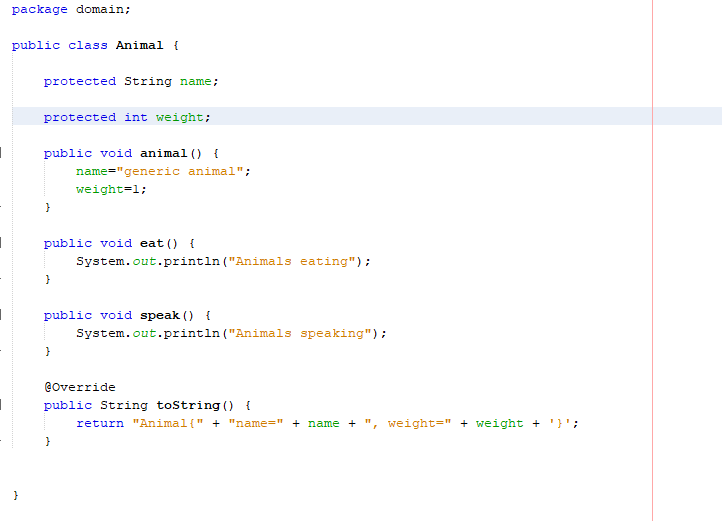 package domain;
public class Animal {
protected String name;
protected int weight;
public void animal() {
name="generic animal";
weight=1;
}
public void eat() {
System.out.println("Animals eating");
}
public void speak() {
System.out.println("Animals speaking");
}
@Override
public String toString() {
return "Animal{" + "name=" + name + ", weight=" + weight + '}';
}
}